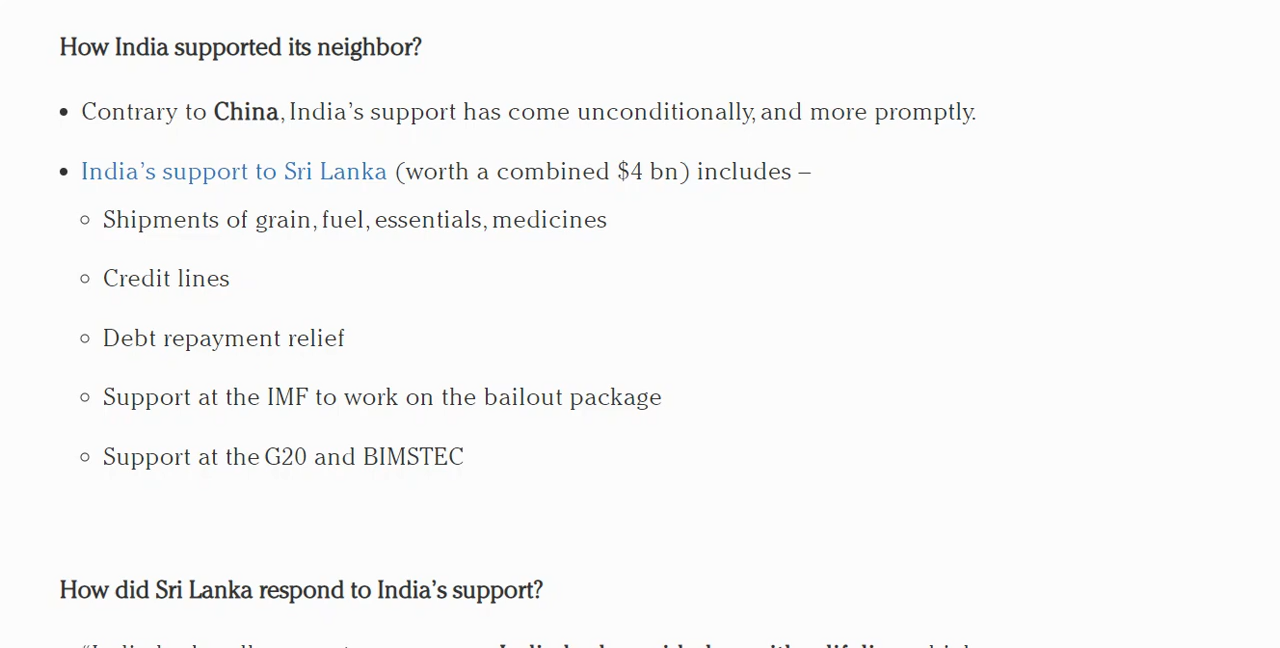 How India supported its neighbor?
• Contrary to China, India's support has come unconditionally, and more promptly.
• India's support to Sri Lanka (worth a combined $4 bn) includes –
○ Shipments of grain, fuel, essentials, medicines
○ Credit lines
○ Debt repayment relief
○ Support at the IMF to work on the bailout package
○ Support at the G20 and BIMSTEC
How did Sri Lanka respond to India's support?